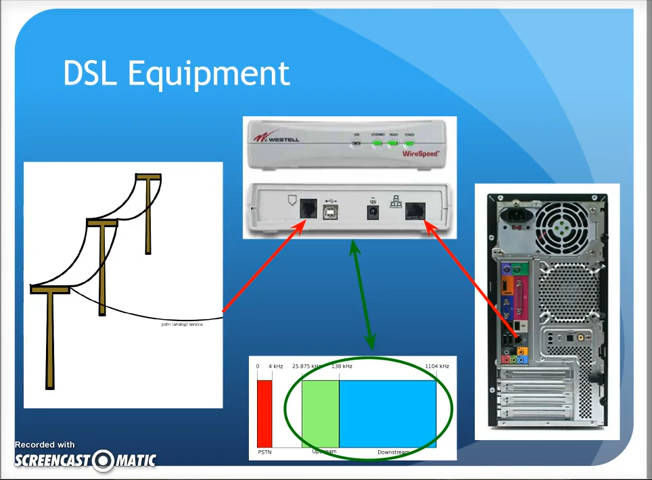 DSL Equipment
WESTELL
WireSpeed
12V
pstn (analog) service
0 4 kHz 25.875 kHz 138 kHz 1104 kHz
PSTN Upstream Downstream
Recorded with
SCREENCAST-O-MATIC